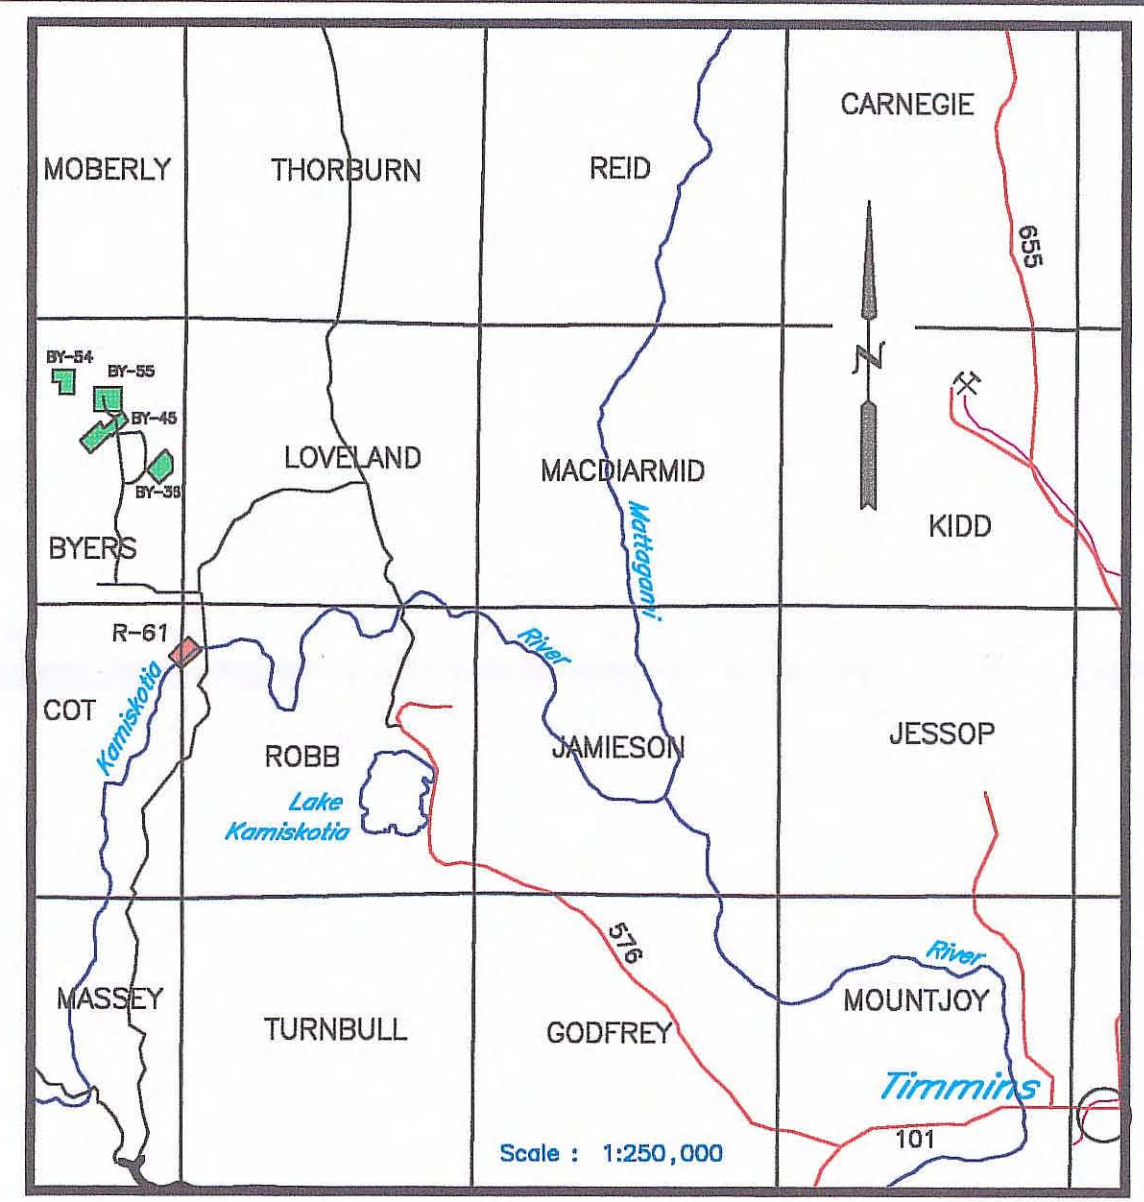 CARNEGIE
MOBERLY
THORBURN
REID
655
BY-54
BY-55
BY-45
BY-38
N
LOVELAND
MACDIARMID
Mattagami
KIDD
BYERS
R-61
River
Kamiskotia
COT
ROBB
JAMIESON
JESSOP
Lake
Kamiskotia
576
River
MASSEY
MOUNTJOY
TURNBULL
GODFREY
Timmins
101
Scale : 1:250,000